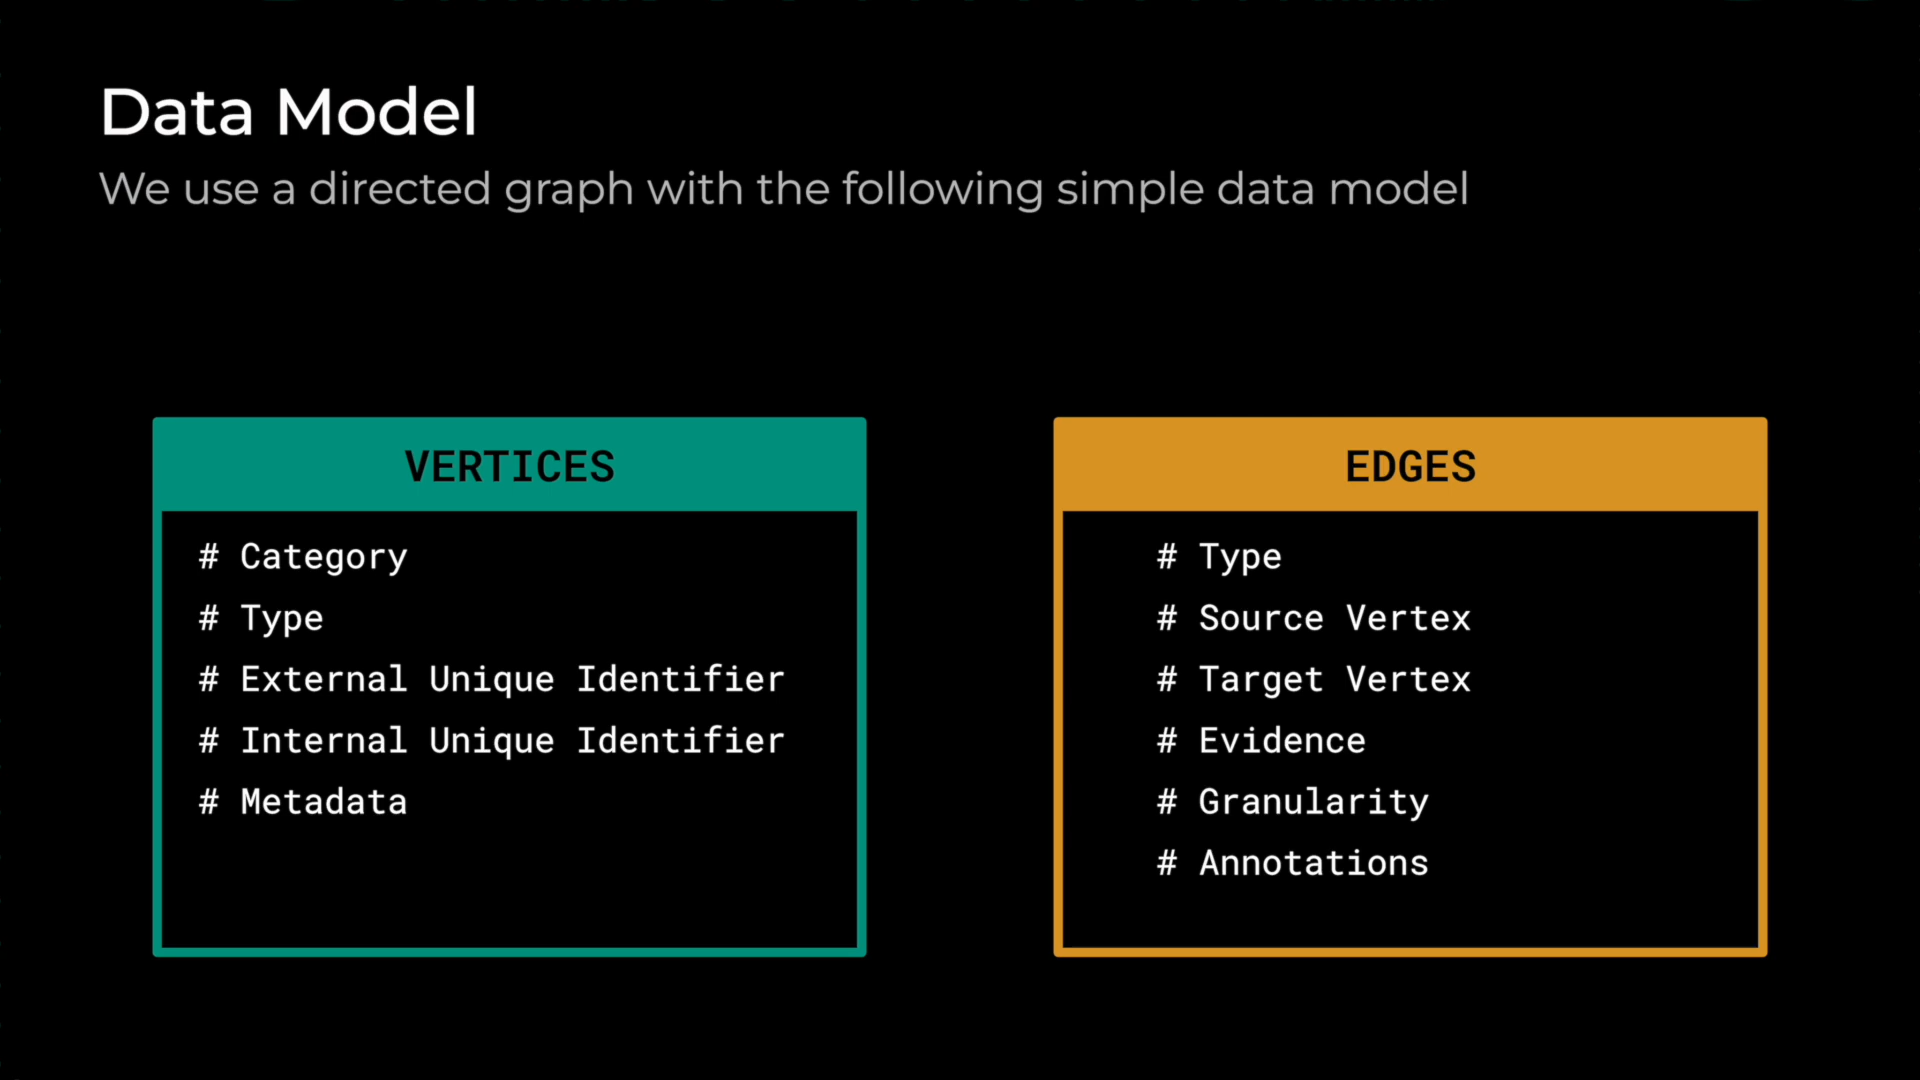 Data Model
We use a directed graph with the following simple data model
VERTICES
# Category
# Type
# External Unique Identifier
# Internal Unique Identifier
# Metadata
EDGES
# Type
# Source Vertex
# Target Vertex
# Evidence
# Granularity
# Annotations